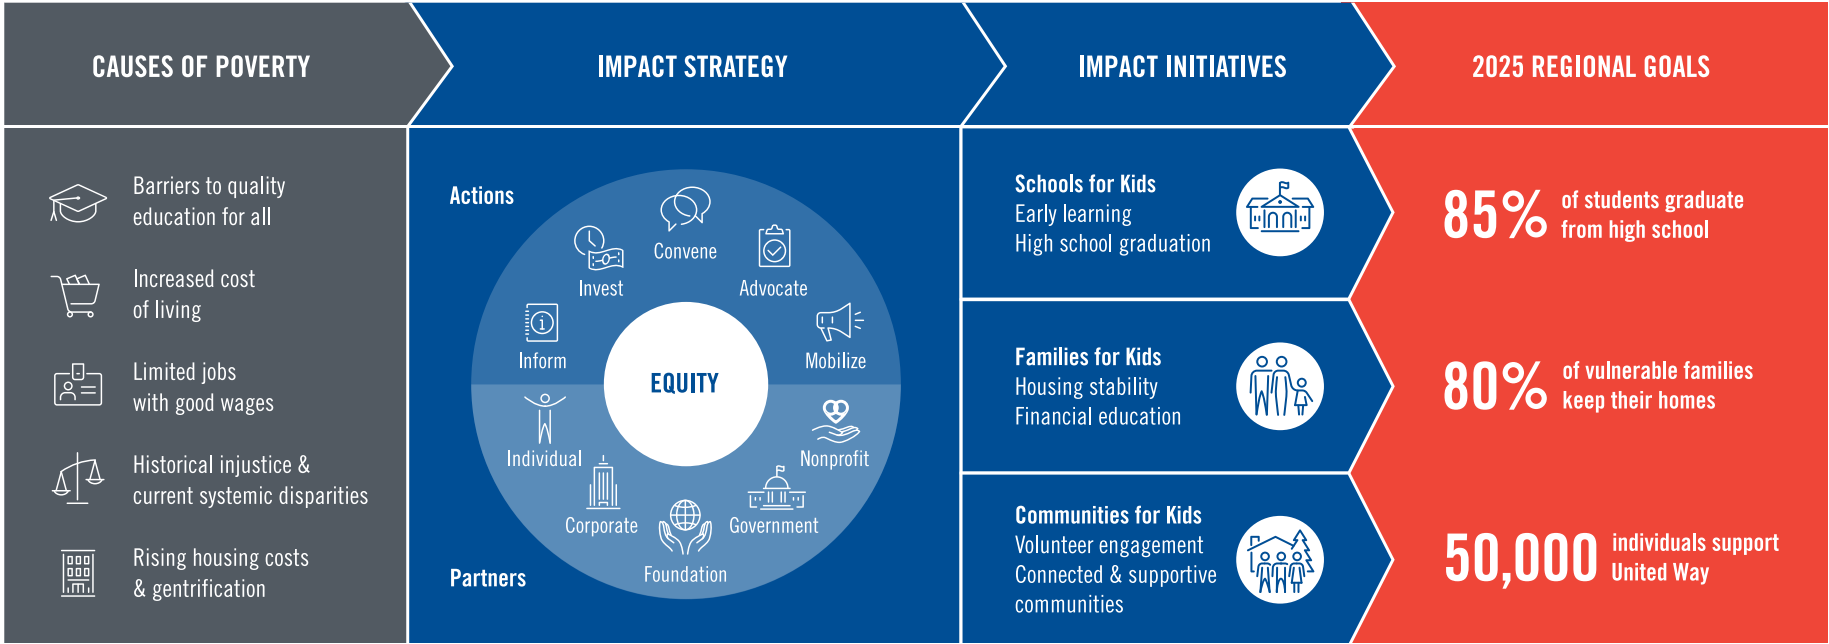 CAUSES OF POVERTY
Barriers to quality
education for all
Increased cost
of living
Limited jobs
with good wages
Historical injustice &
current systemic disparities
Rising housing costs
& gentrification
IMPACT STRATEGY
Actions
Convene
Invest
Advocate
Inform
Mobilize
EQUITY
Individual
Nonprofit
Corporate
Government
Foundation
Partners
IMPACT INITIATIVES
Schools for Kids
Early learning
High school graduation
Families for Kids
Housing stability
Financial education
Communities for Kids
Volunteer engagement
Connected & supportive
communities
2025 REGIONAL GOALS
85% of students graduate
from high school
80% of vulnerable families
keep their homes
50,000 individuals support
United Way